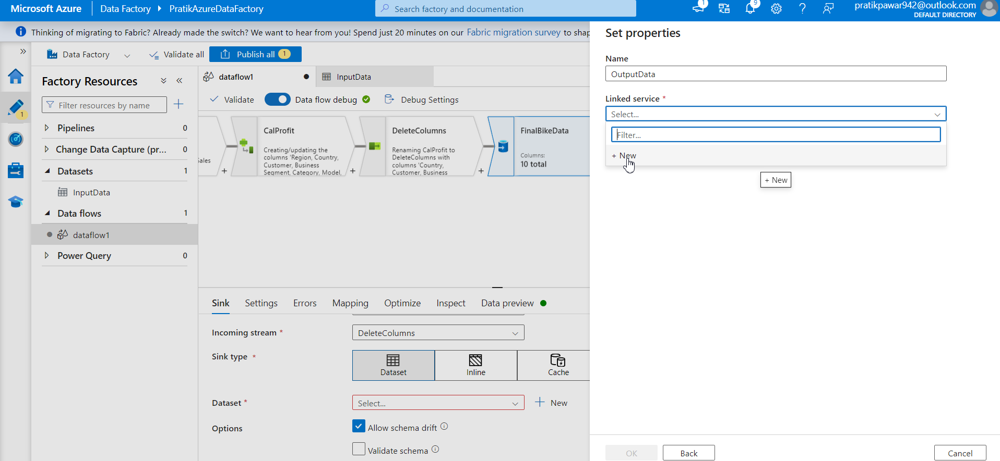 Microsoft Azure
Data Factory
PratikAzureDataFactory
Search factory and documentation
1
9
pratikpawar942@outlook.com
DEFAULT DIRECTORY
Thinking of migrating to Fabric? Already made the switch? We want to hear from you! Spend just 20 minutes on our Fabric migration survey to shap
Data Factory
Validate all
Publish all 1
1
Factory Resources
Filter resources by name
Pipelines 0
Change Data Capture (pr... 0
Datasets 1
InputData
Data flows 1
dataflow1
Power Query 0
dataflow1
InputData
Validate
Data flow debug
Debug Settings
Sales
+
CalProfit
Creating/updating the
columns 'Region, Country,
Customer, Business
Segment, Category, Model,
+
DeleteColumns
Renaming CalProfit to
DeleteColumns with
columns 'Country,
Customer, Business
+
FinalBikeData
Columns:
10 total
Sink
Settings
Errors
Mapping
Optimize
Inspect
Data preview
Incoming stream *
DeleteColumns
Sink type *
Dataset
Inline
Cache
Dataset *
Select...
+ New
Options
Allow schema drift
Validate schema
Set properties
Name
OutputData
Linked service *
Select...
Filter...
+ New
+ New
OK
Back
Cancel